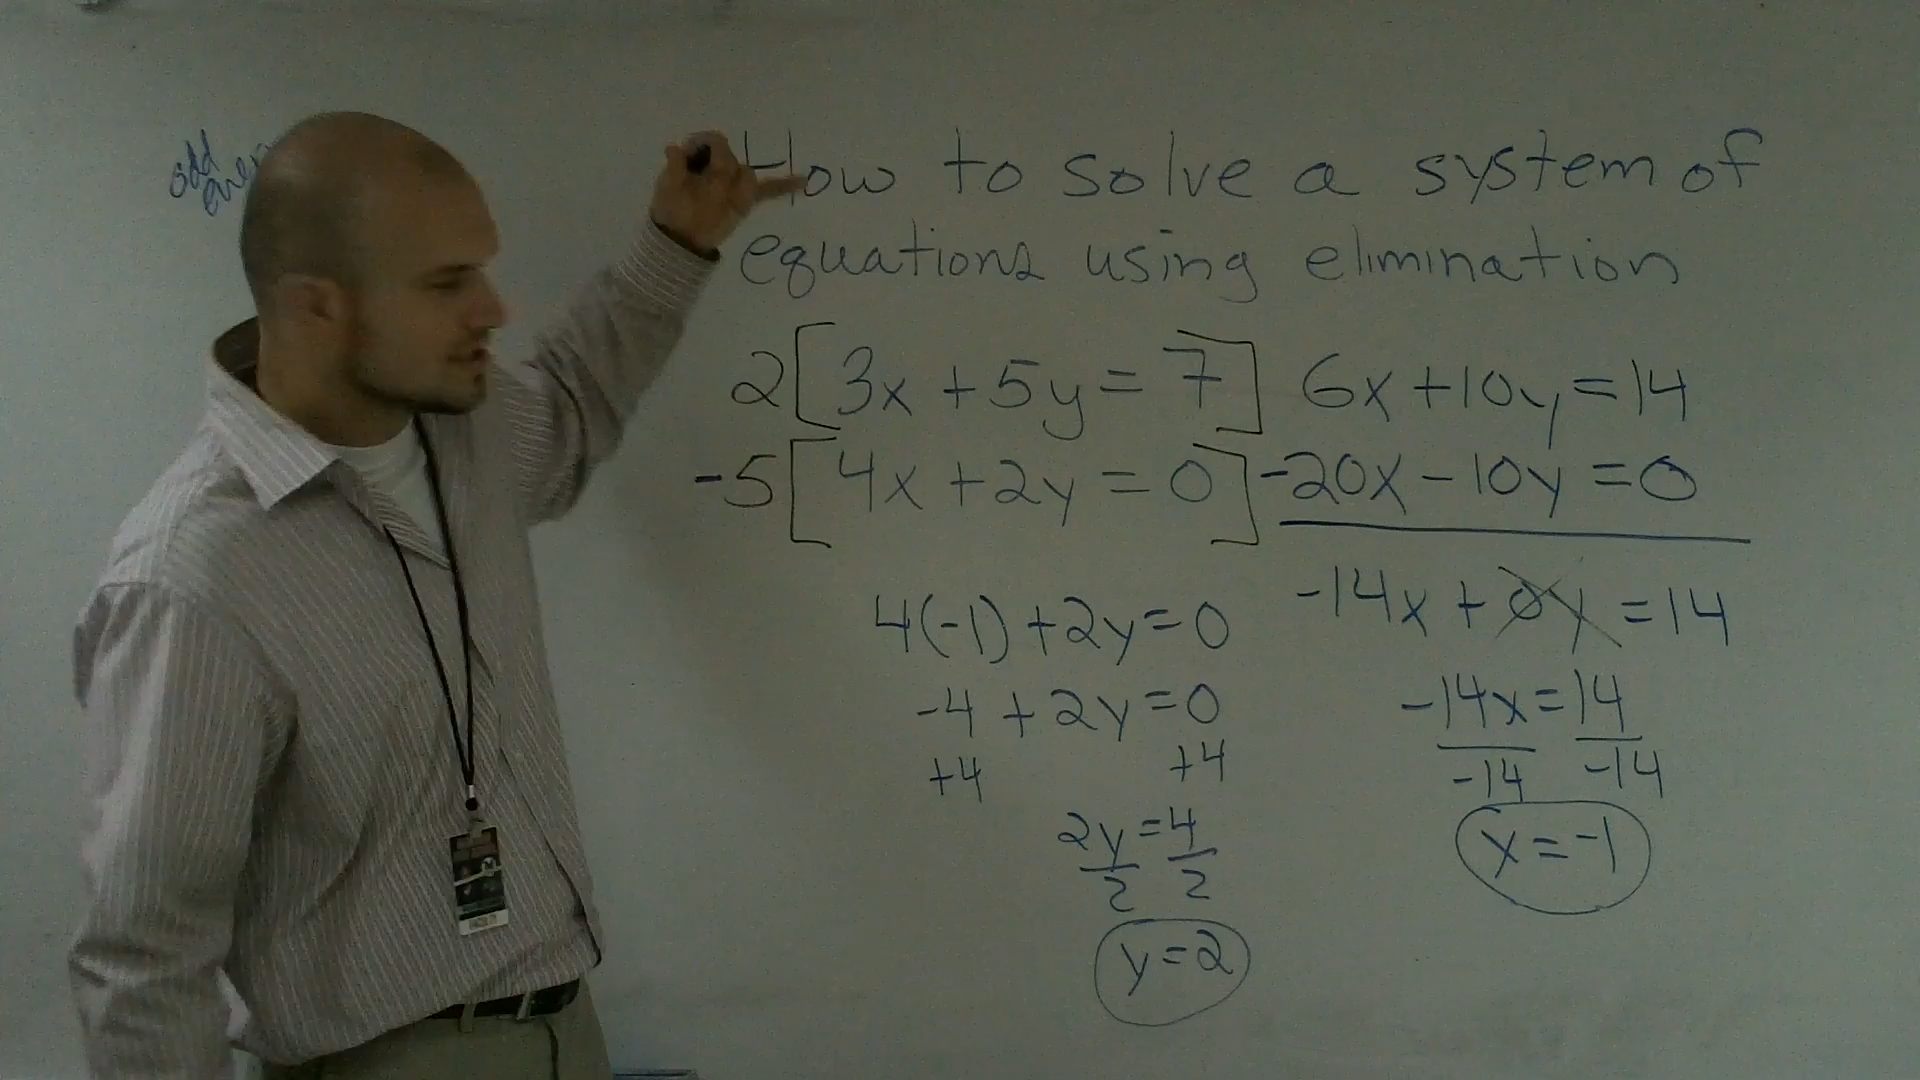 odd
even
How to solve a system of
equations using elimination
2[3x + 5y = 7] 6x + 10y = 14
-5[4x + 2y = 0] -20x - 10y = 0
-14x + 0y = 14
4(-1) + 2y = 0
-4 + 2y = 0
+4 +4
2y = 4
2 2
y = 2
-14x = 14
-14 -14
x = -1